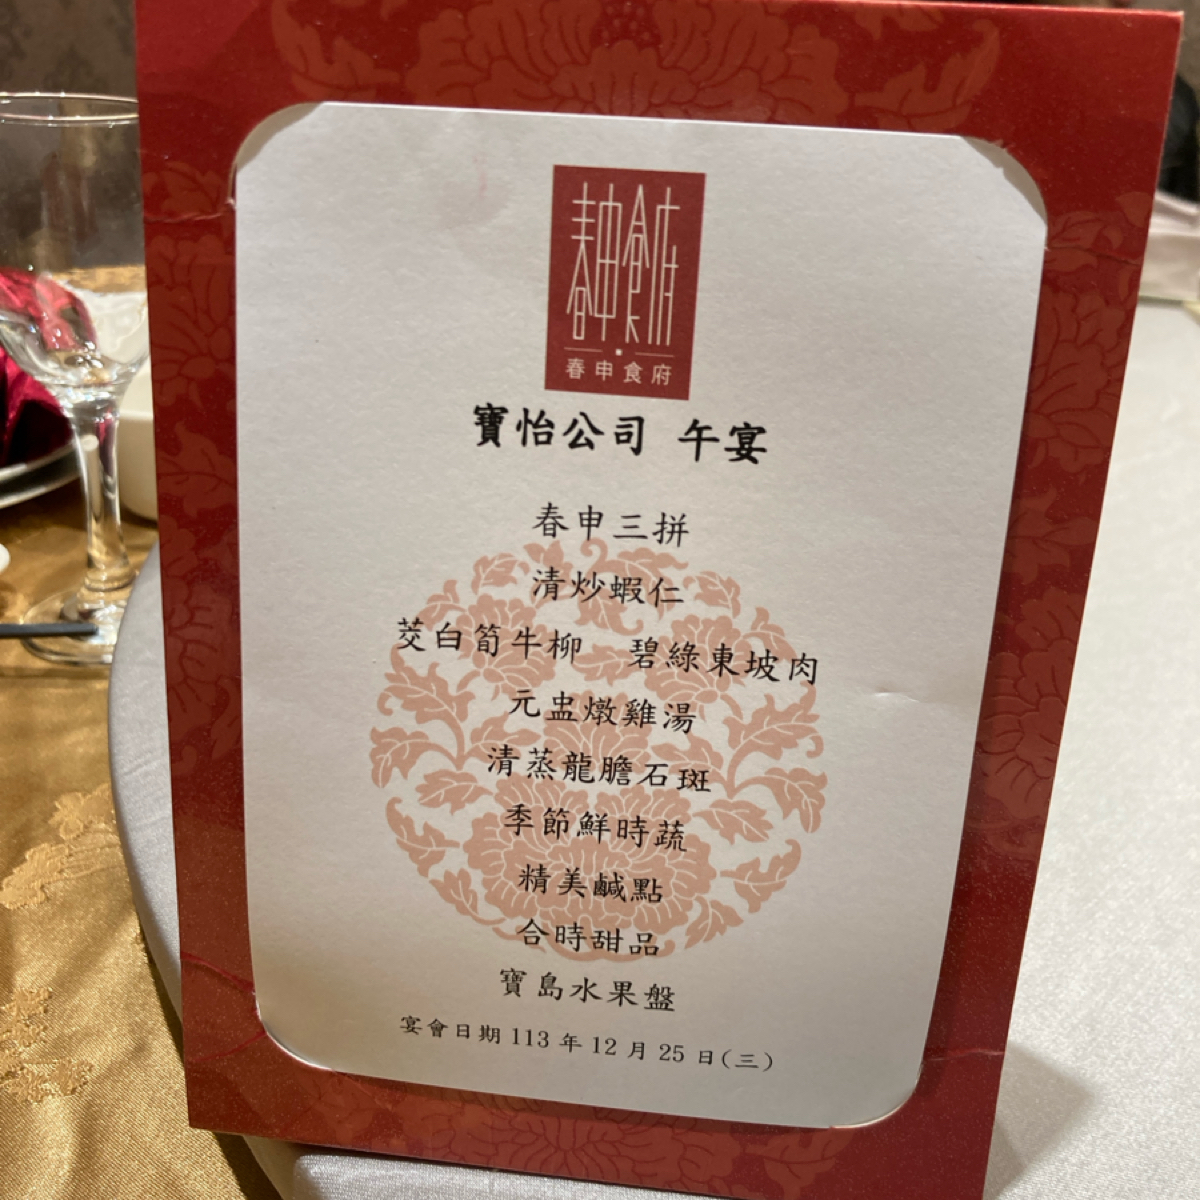 春申食府
春申食府
寶怡公司 午宴
春申三拼
清炒蝦仁
茭白筍牛柳 碧綠東坡肉
元盅燉雞湯
清蒸龍膽石斑
季節鮮時蔬
精美鹹點
合時甜品
寶島水果盤
宴會日期 113 年 12 月 25 日(三)